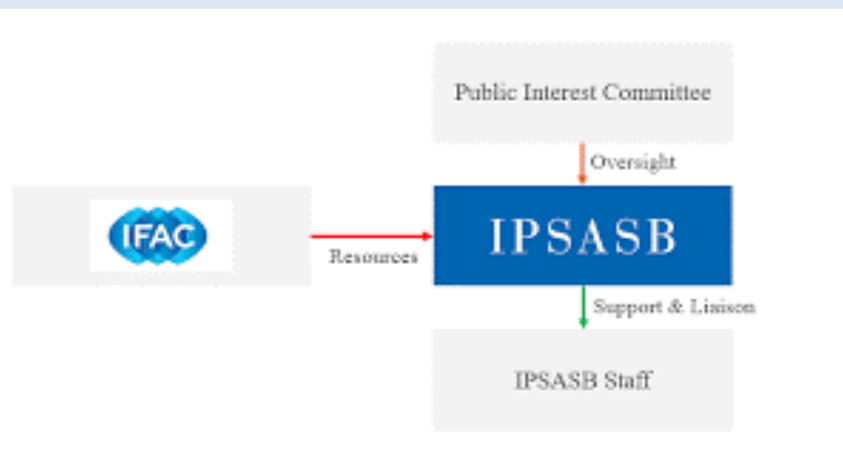 Public Interest Committee
Oversight
IFAC
IPSASB
Resources
Support & Liaison
IPSASB Staff